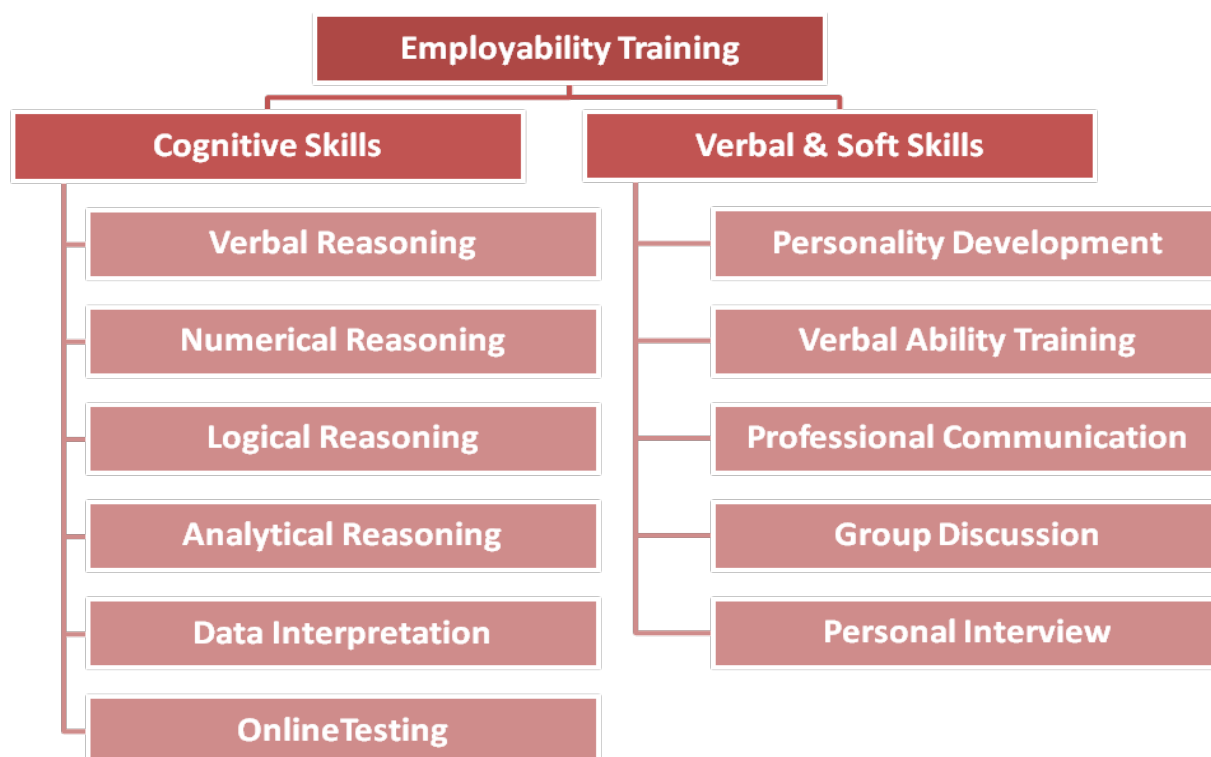 Employability Training
Cognitive Skills
Verbal Reasoning
Numerical Reasoning
Logical Reasoning
Analytical Reasoning
Data Interpretation
OnlineTesting
Verbal & Soft Skills
Personality Development
Verbal Ability Training
Professional Communication
Group Discussion
Personal Interview